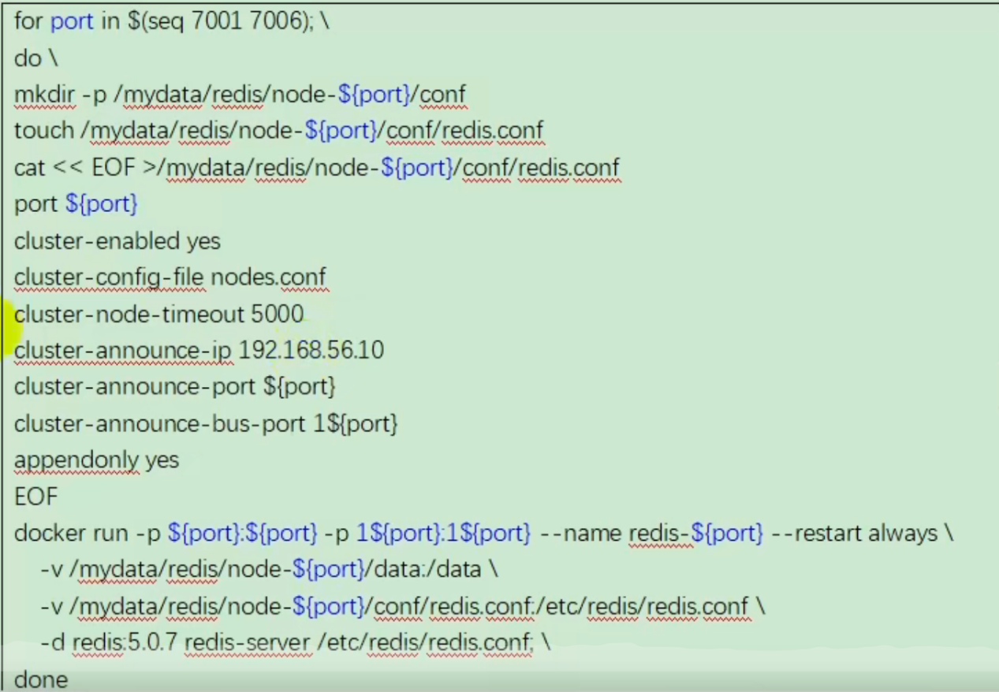 for port in $(seq 7001 7006); \
do \
mkdir -p /mydata/redis/node-${port}/conf
touch /mydata/redis/node-${port}/conf/redis.conf
cat << EOF >/mydata/redis/node-${port}/conf/redis.conf
port ${port}
cluster-enabled yes
cluster-config-file nodes.conf
cluster-node-timeout 5000
cluster-announce-ip 192.168.56.10
cluster-announce-port ${port}
cluster-announce-bus-port 1${port}
appendonly yes
EOF
docker run -p ${port}:${port} -p 1${port}:1${port} --name redis-${port} --restart always \
-v /mydata/redis/node-${port}/data:/data \
-v /mydata/redis/node-${port}/conf/redis.conf:/etc/redis/redis.conf \
-d redis:5.0.7 redis-server /etc/redis/redis.conf; \
done